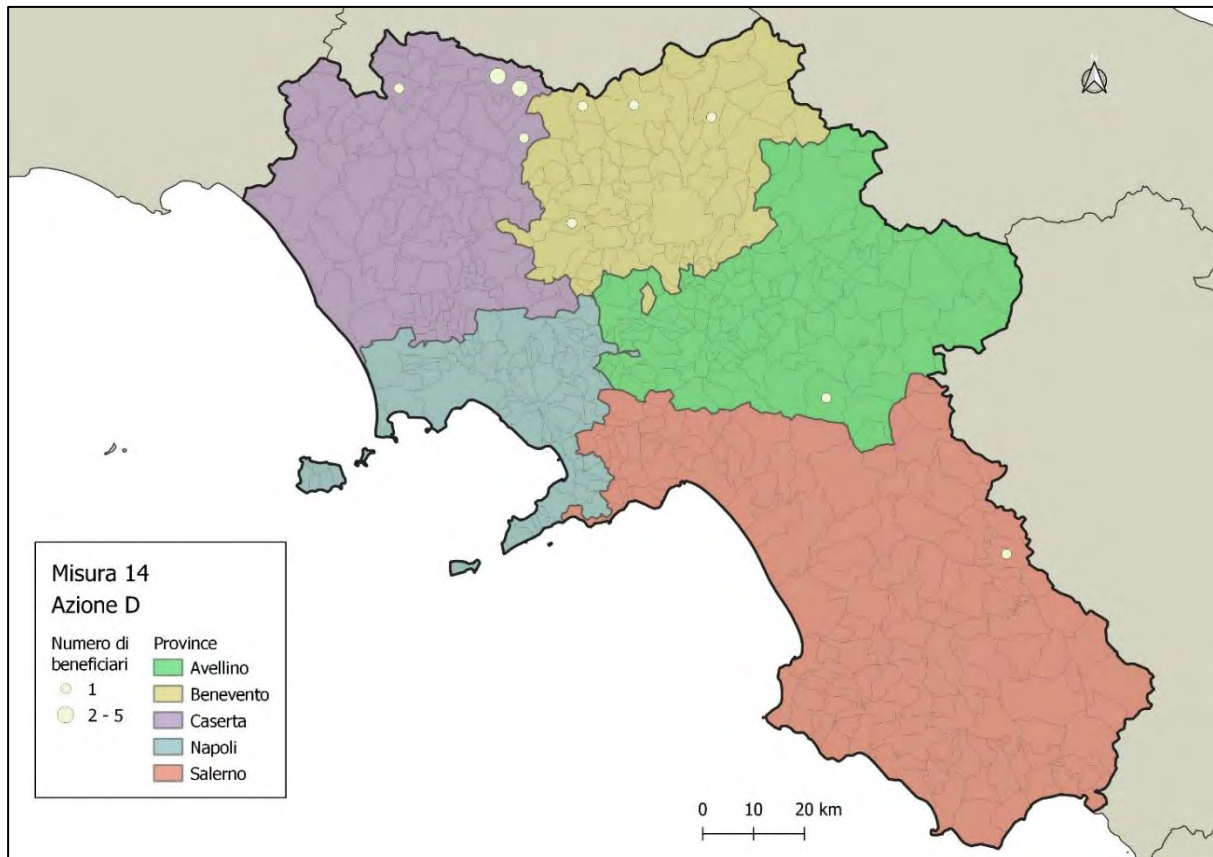 Misura 14
Azione D
Numero di beneficiari
1
2 - 5
Province
Avellino
Benevento
Caserta
Napoli
Salerno
0 10 20 km